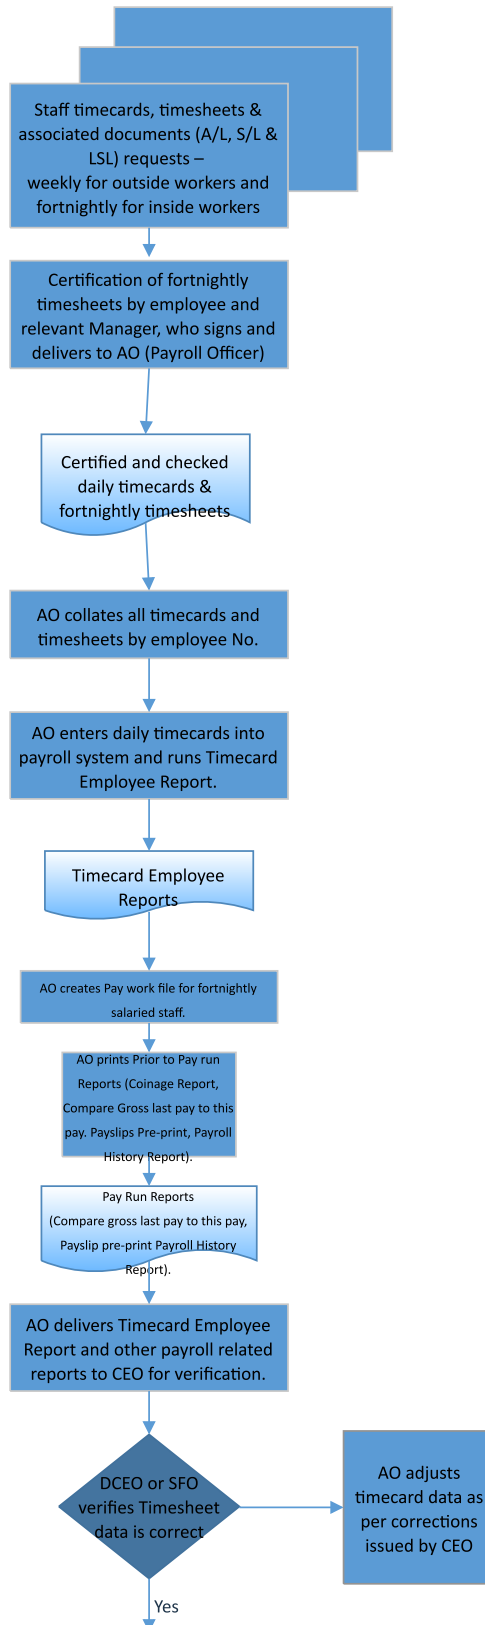 Staff timecards, timesheets &
associated documents (A/L, S/L &
LSL) requests –
weekly for outside workers and
fortnightly for inside workers
Certification of fortnightly
timesheets by employee and
relevant Manager, who signs and
delivers to AO (Payroll Officer)
Certified and checked
daily timecards &
fortnightly timesheets
AO collates all timecards and
timesheets by employee No.
AO enters daily timecards into
payroll system and runs Timecard
Employee Report.
Timecard Employee
Reports
AO creates Pay work file for fortnightly
salaried staff.
AO prints Prior to Pay run
Reports (Coinage Report,
Compare Gross last pay to this
pay. Payslips Pre-print, Payroll
History Report).
Pay Run Reports
(Compare gross last pay to this pay,
Payslip pre-print Payroll History
Report).
AO delivers Timecard Employee
Report and other payroll related
reports to CEO for verification.
DCEO or SFO
verifies Timesheet
data is correct
AO adjusts
timecard data as
per corrections
issued by CEO
Yes